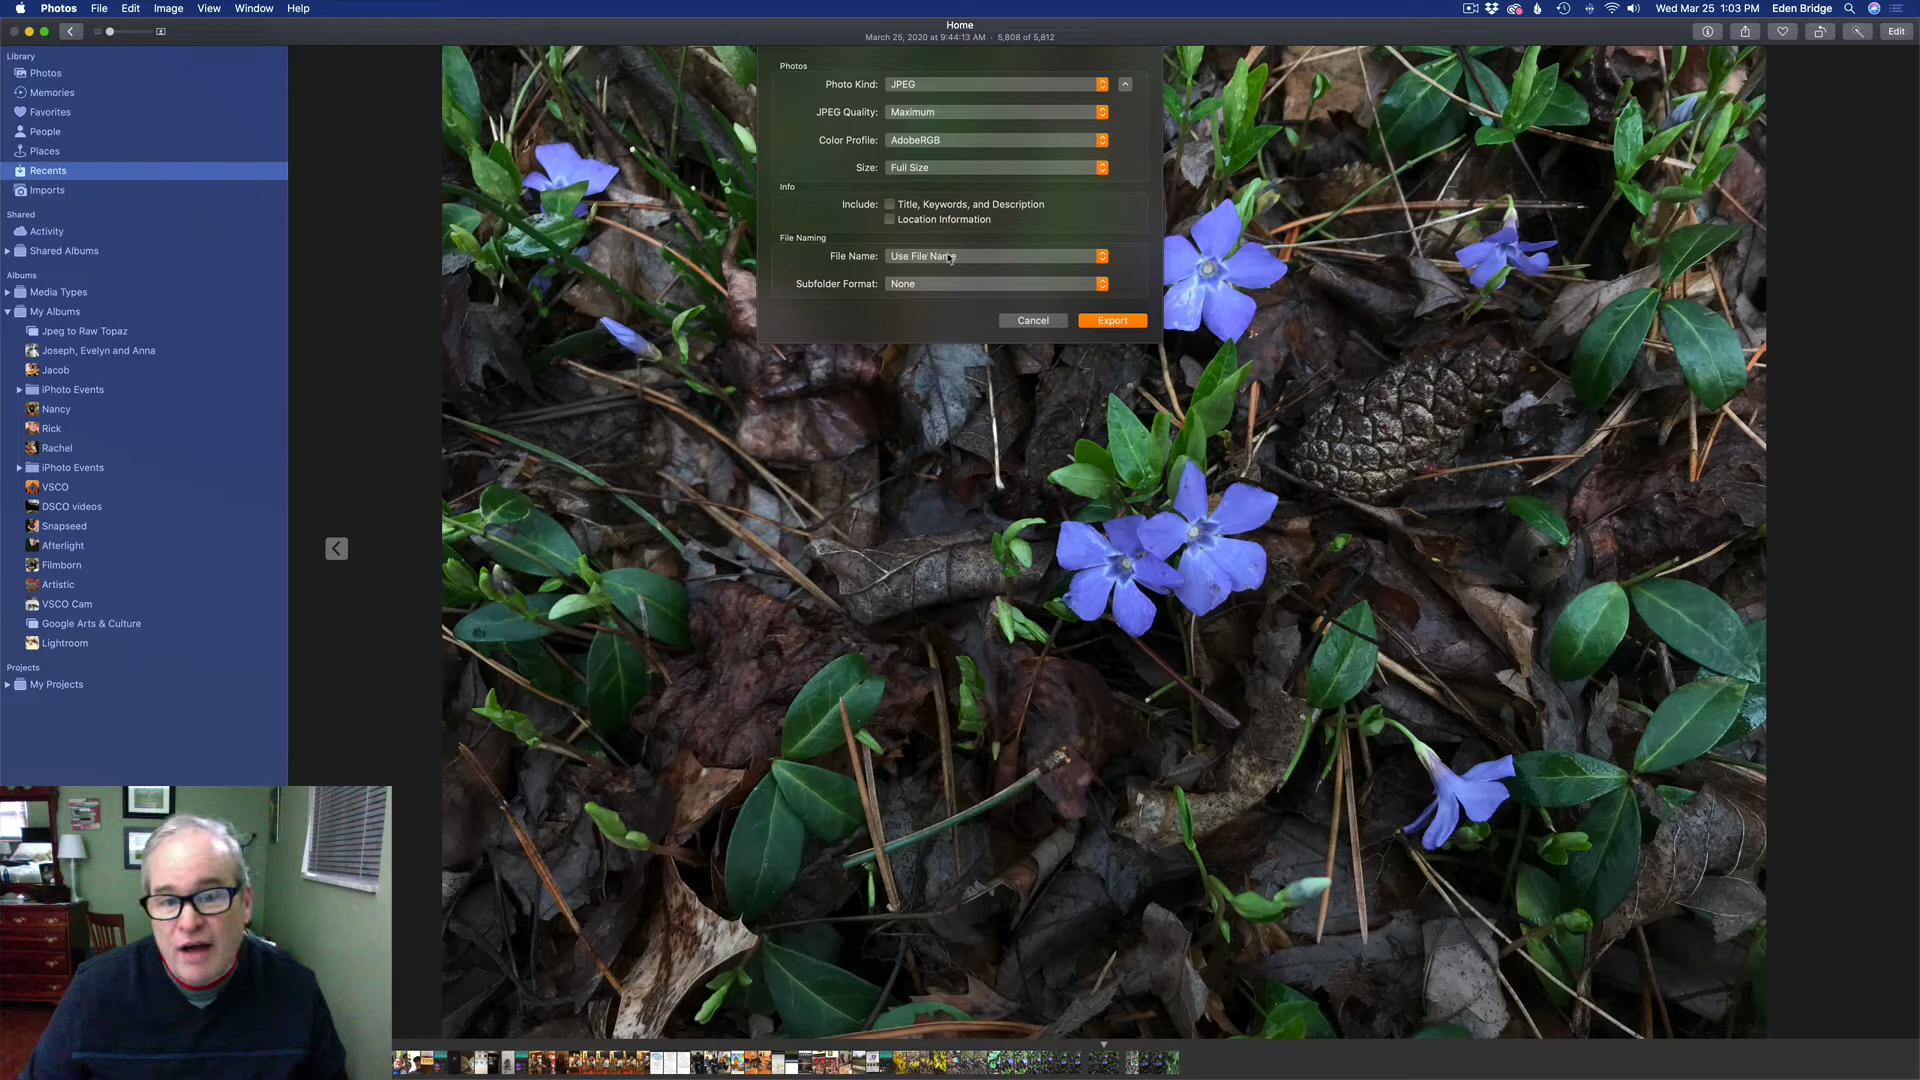 Photos File Edit Image View Window Help
Wed Mar 25 1:03 PM Eden Bridge
Home
March 25, 2020 at 9:44:13 AM · 5,808 of 5,812
Edit
Library
Photos
Memories
Favorites
People
Places
Recents
Imports
Shared
Activity
Shared Albums
Albums
Media Types
My Albums
Jpeg to Raw Topaz
Joseph, Evelyn and Anna
Jacob
iPhoto Events
Nancy
Rick
Rachel
iPhoto Events
VSCO
DSCO videos
Snapseed
Afterlight
Filmborn
Artistic
VSCO Cam
Google Arts & Culture
Lightroom
Projects
My Projects
Photos
Photo Kind: JPEG
JPEG Quality: Maximum
Color Profile: AdobeRGB
Size: Full Size
Info
Include: Title, Keywords, and Description
Location Information
File Naming
File Name: Use File Name
Subfolder Format: None
Cancel Export